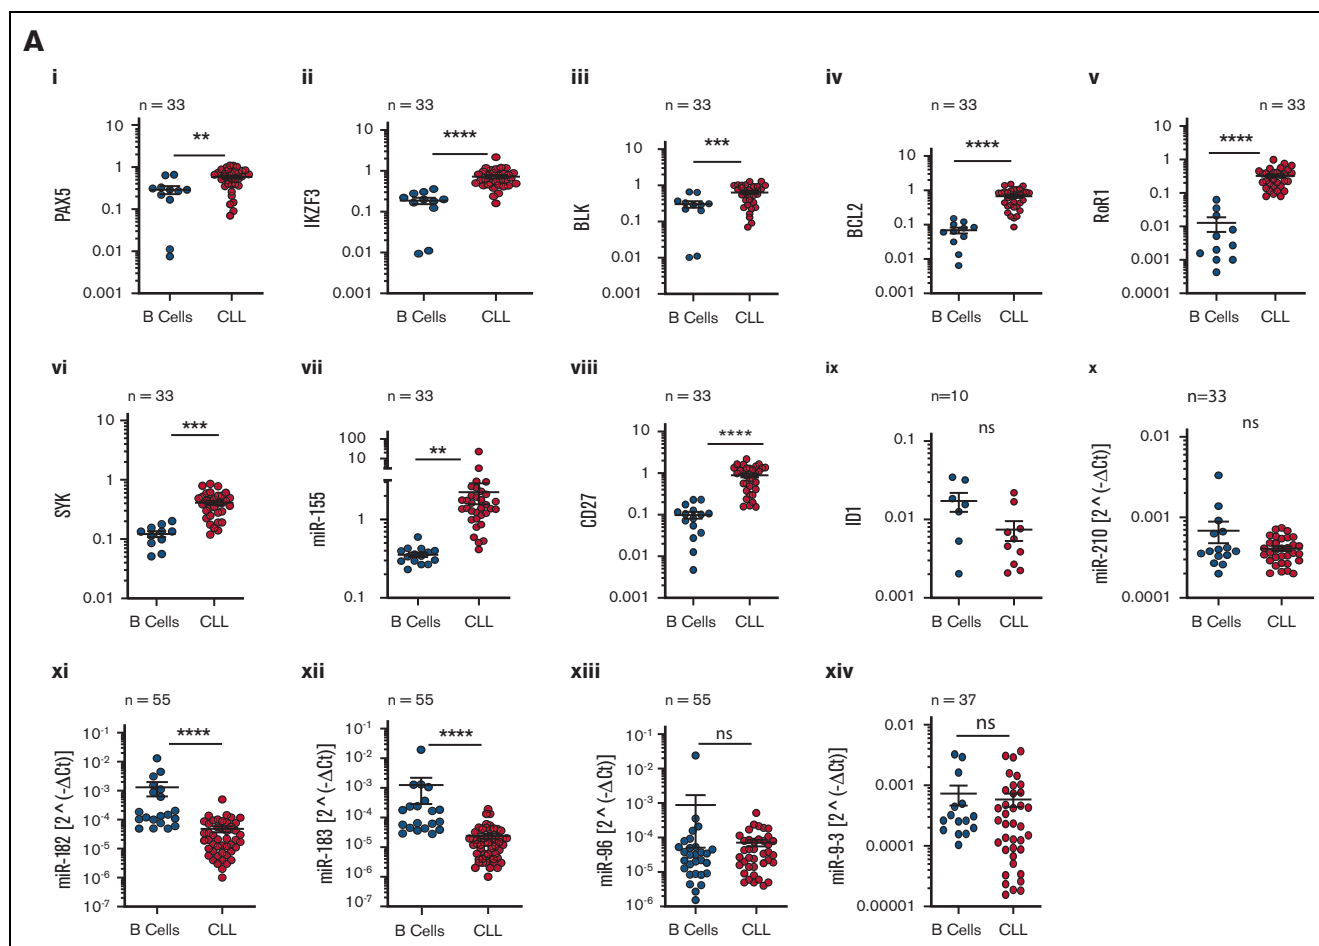 A
i ii iii iv v
n = 33 n = 33 n = 33 n = 33 n = 33
PAX5
10
1
0.1
0.01
0.001
**
B Cells CLL
IKZF3
10
1
0.1
0.01
0.001
****
B Cells CLL
BLK
10
1
0.1
0.01
0.001
***
B Cells CLL
BCL2
10
1
0.1
0.01
0.001
****
B Cells CLL
RoR1
10
1
0.1
0.01
0.001
0.0001
****
B Cells CLL
vi vii viii ix x
n = 33 n = 33 n = 33 n=10 n=33
SYK
10
1
0.1
0.01
***
B Cells CLL
miR-155
100
10
1
0.1
**
B Cells CLL
CD27
10
1
0.1
0.01
0.001
****
B Cells CLL
ID1
0.1
0.01
0.001
ns
B Cells CLL
miR-210 [2^(-ΔCt)]
0.01
0.001
0.0001
ns
B Cells CLL
xi xii xiii xiv
n = 55 n = 55 n = 55 n = 37
miR-182 [2^(-ΔCt)]
10-1
10-2
10-3
10-4
10-5
10-6
10-7
****
B Cells CLL
miR-183 [2^(-ΔCt)]
10-1
10-2
10-3
10-4
10-5
10-6
10-7
****
B Cells CLL
miR-96 [2^(-ΔCt)]
10-1
10-2
10-3
10-4
10-5
10-6
ns
B Cells CLL
miR-9-3 [2^(-ΔCt)]
0.01
0.001
0.0001
0.00001
ns
B Cells CLL